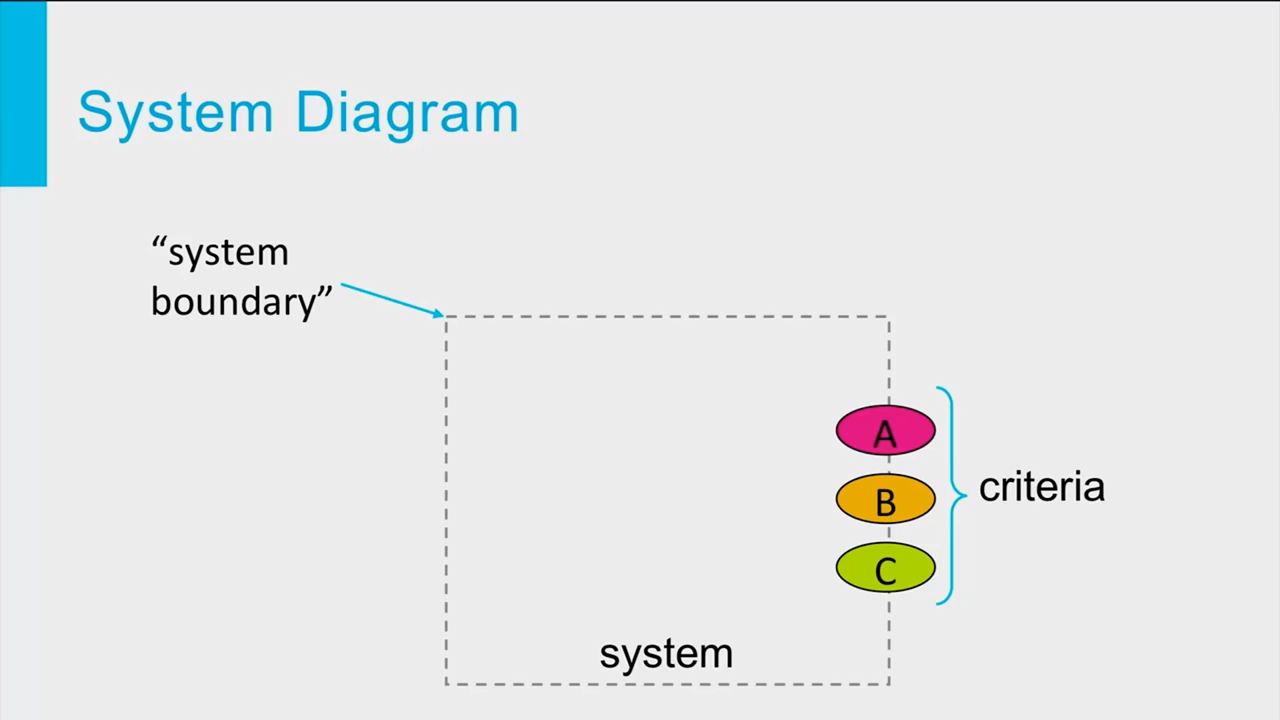 System Diagram
“system
boundary”
A
B
criteria
C
system